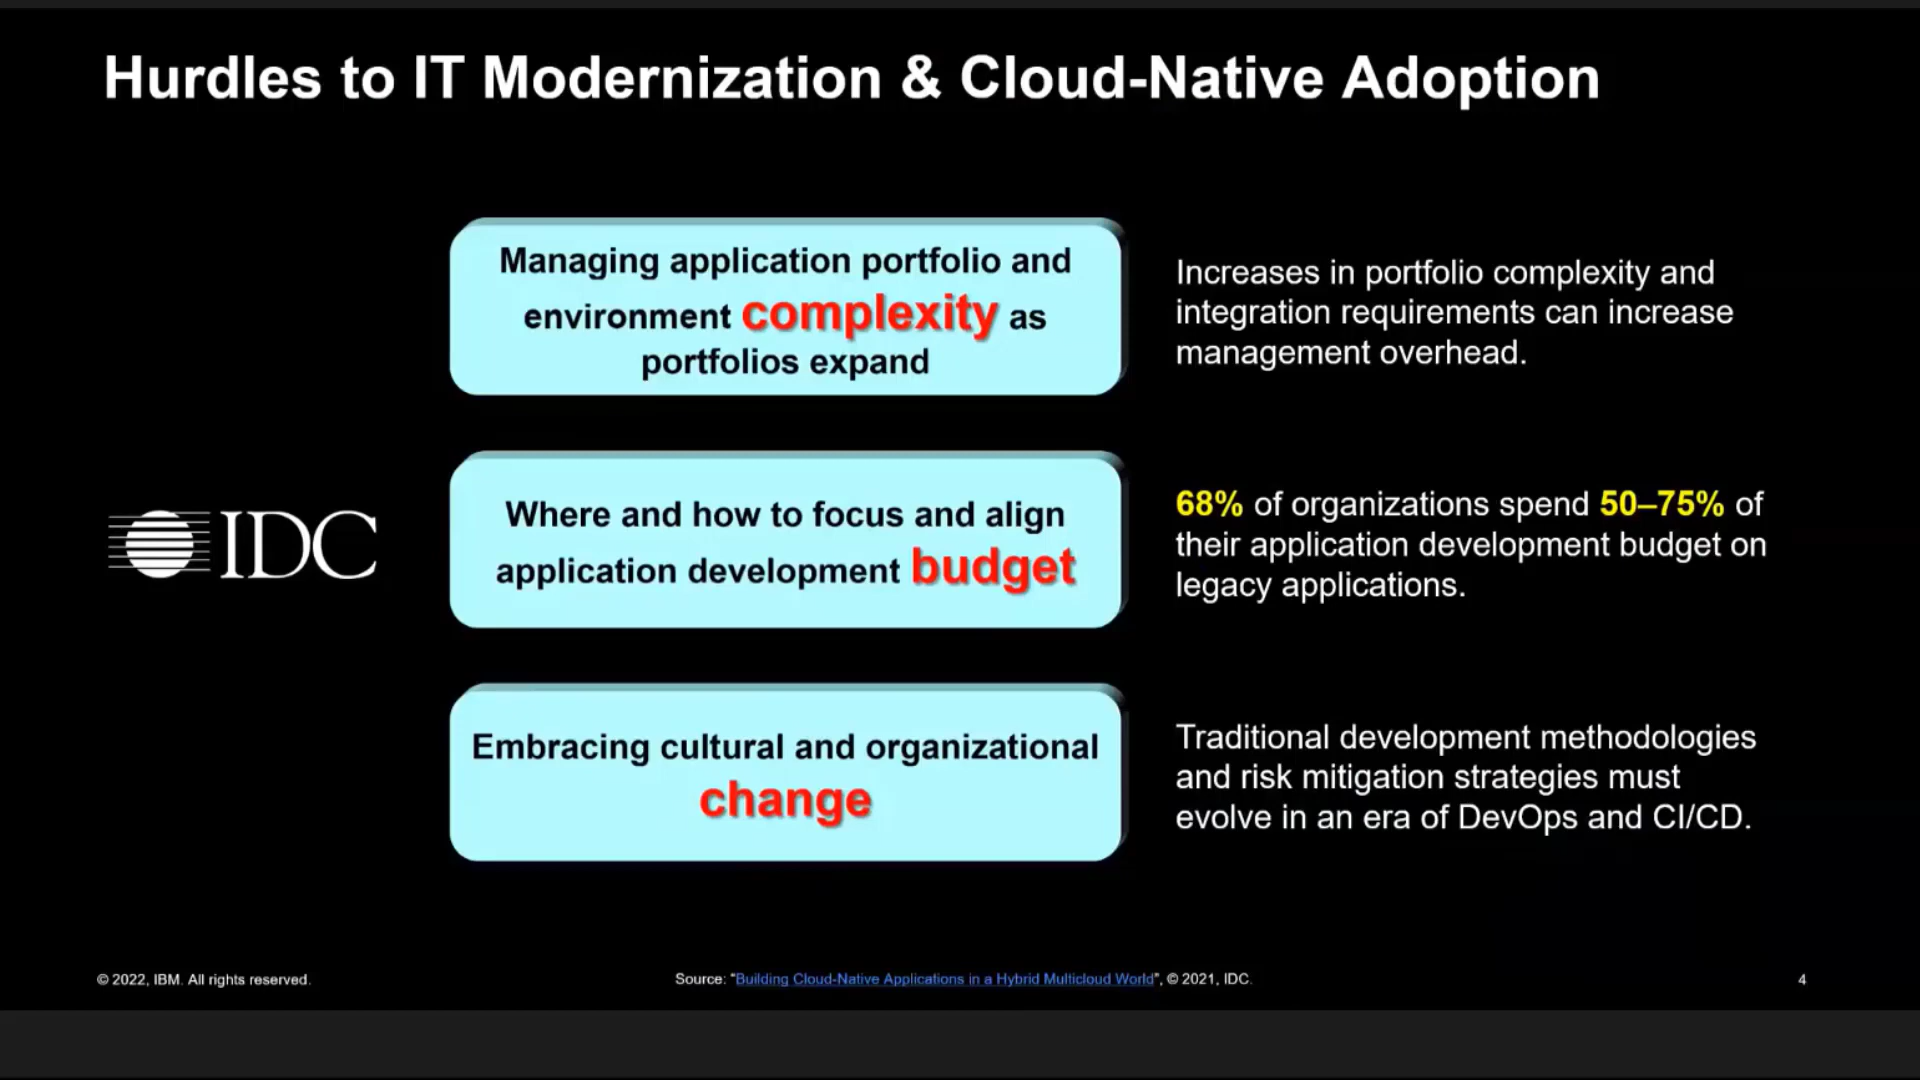 Hurdles to IT Modernization & Cloud-Native Adoption
Managing application portfolio and
environment complexity as
portfolios expand
Increases in portfolio complexity and
integration requirements can increase
management overhead.
IDC
Where and how to focus and align
application development budget
68% of organizations spend 50–75% of
their application development budget on
legacy applications.
Embracing cultural and organizational
change
Traditional development methodologies
and risk mitigation strategies must
evolve in an era of DevOps and CI/CD.
© 2022, IBM. All rights reserved.
Source: “Building Cloud-Native Applications in a Hybrid Multicloud World”, © 2021, IDC.
4